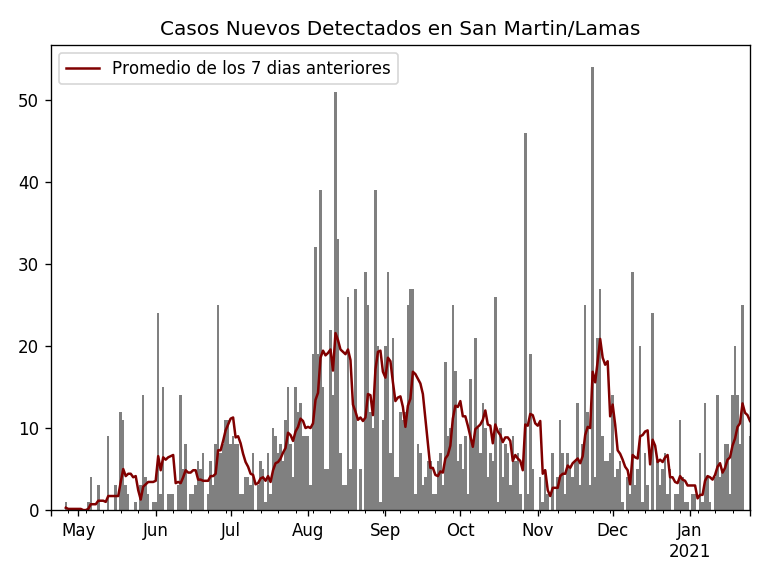 Casos Nuevos Detectados en San Martin/Lamas
Promedio de los 7 dias anteriores
50
40
30
20
10
0
May Jun Jul Aug Sep Oct Nov Dec Jan
2021